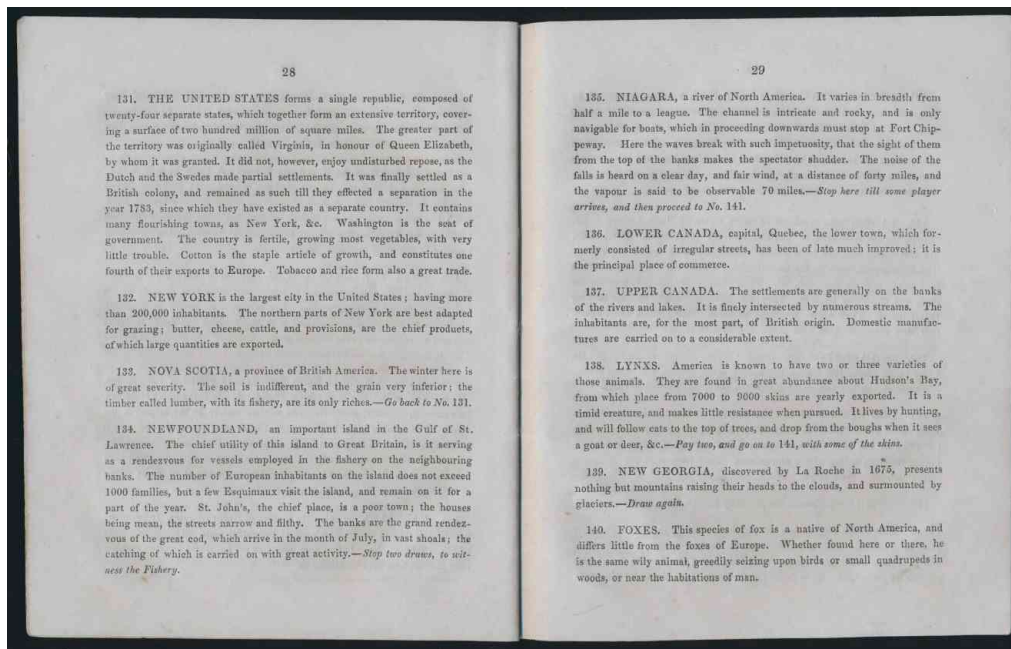 28
131. THE UNITED STATES forms a single republic, composed of
twenty-four separate states, which together form an extensive territory, cover-
ing a surface of two hundred million of square miles. The greater part of
the territory was originally called Virginia, in honour of Queen Elizabeth,
by whom it was granted. It did not, however, enjoy undisturbed repose, as the
Dutch and the Swedes made partial settlements. It was finally settled as a
British colony, and remained as such till they effected a separation in the
year 1783, since which they have existed as a separate country. It contains
many flourishing towns, as New York, &c. Washington is the seat of
government. The country is fertile, growing most vegetables, with very
little trouble. Cotton is the staple article of growth, and constitutes one
fourth of their exports to Europe. Tobacco and rice form also a great trade.
132. NEW YORK is the largest city in the United States; having more
than 200,000 inhabitants. The northern parts of New York are best adapted
for grazing; butter, cheese, cattle, and provisions, are the chief products,
of which large quantities are exported.
133. NOVA SCOTIA, a province of British America. The winter here is
of great severity. The soil is indifferent, and the grain very inferior; the
timber called lumber, with its fishery, are its only riches.—Go back to No. 131.
134. NEWFOUNDLAND, an important island in the Gulf of St.
Lawrence. The chief utility of this island to Great Britain, is it serving
as a rendezvous for vessels employed in the fishery on the neighbouring
banks. The number of European inhabitants on the island does not exceed
1000 families, but a few Esquimaux visit the island, and remain on it for a
part of the year. St. John's, the chief place, is a poor town; the houses
being mean, the streets narrow and filthy. The banks are the grand rendez-
vous of the great cod, which arrive in the month of July, in vast shoals; the
catching of which is carried on with great activity.—Stop two draws, to wit-
ness the Fishery.
29
135. NIAGARA, a river of North America. It varies in breadth from
half a mile to a league. The channel is intricate and rocky, and is only
navigable for boats, which in proceeding downwards must stop at Fort Chip-
peway. Here the waves break with such impetuosity, that the sight of them
from the top of the banks makes the spectator shudder. The noise of the
falls is heard on a clear day, and fair wind, at a distance of forty miles, and
the vapour is said to be observable 70 miles.—Stop here till some player
arrives, and then proceed to No. 141.
136. LOWER CANADA, capital, Quebec, the lower town, which for-
merly consisted of irregular streets, has been of late much improved; it is
the principal place of commerce.
137. UPPER CANADA. The settlements are generally on the banks
of the rivers and lakes. It is finely intersected by numerous streams. The
inhabitants are, for the most part, of British origin. Domestic manufac-
tures are carried on to a considerable extent.
138. LYNXS. America is known to have two or three varieties of
those animals. They are found in great abundance about Hudson's Bay,
from which place from 7000 to 9000 skins are yearly exported. It is a
timid creature, and makes little resistance when pursued. It lives by hunting,
and will follow cats to the top of trees, and drop from the boughs when it sees
a goat or deer, &c.—Pay two, and go on to 141, with some of the skins.
139. NEW GEORGIA, discovered by La Roche in 1675, presents
nothing but mountains raising their heads to the clouds, and surmounted by
glaciers.—Draw again.
140. FOXES. This species of fox is a native of North America, and
differs little from the foxes of Europe. Whether found here or there, he
is the same wily animal, greedily seizing upon birds or small quadrupeds in
woods, or near the habitations of man.